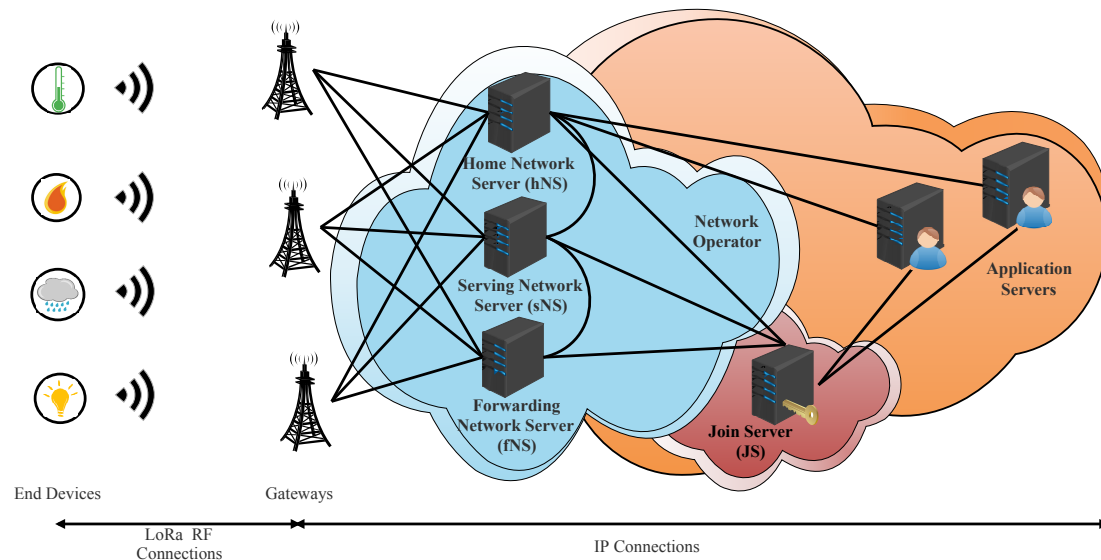 Home Network
Server (hNS)
Network
Operator
Serving Network
Server (sNS)
Application
Servers
Forwarding
Network Server
(fNS)
Join Server
(JS)
End Devices
Gateways
LoRa RF
Connections
IP Connections